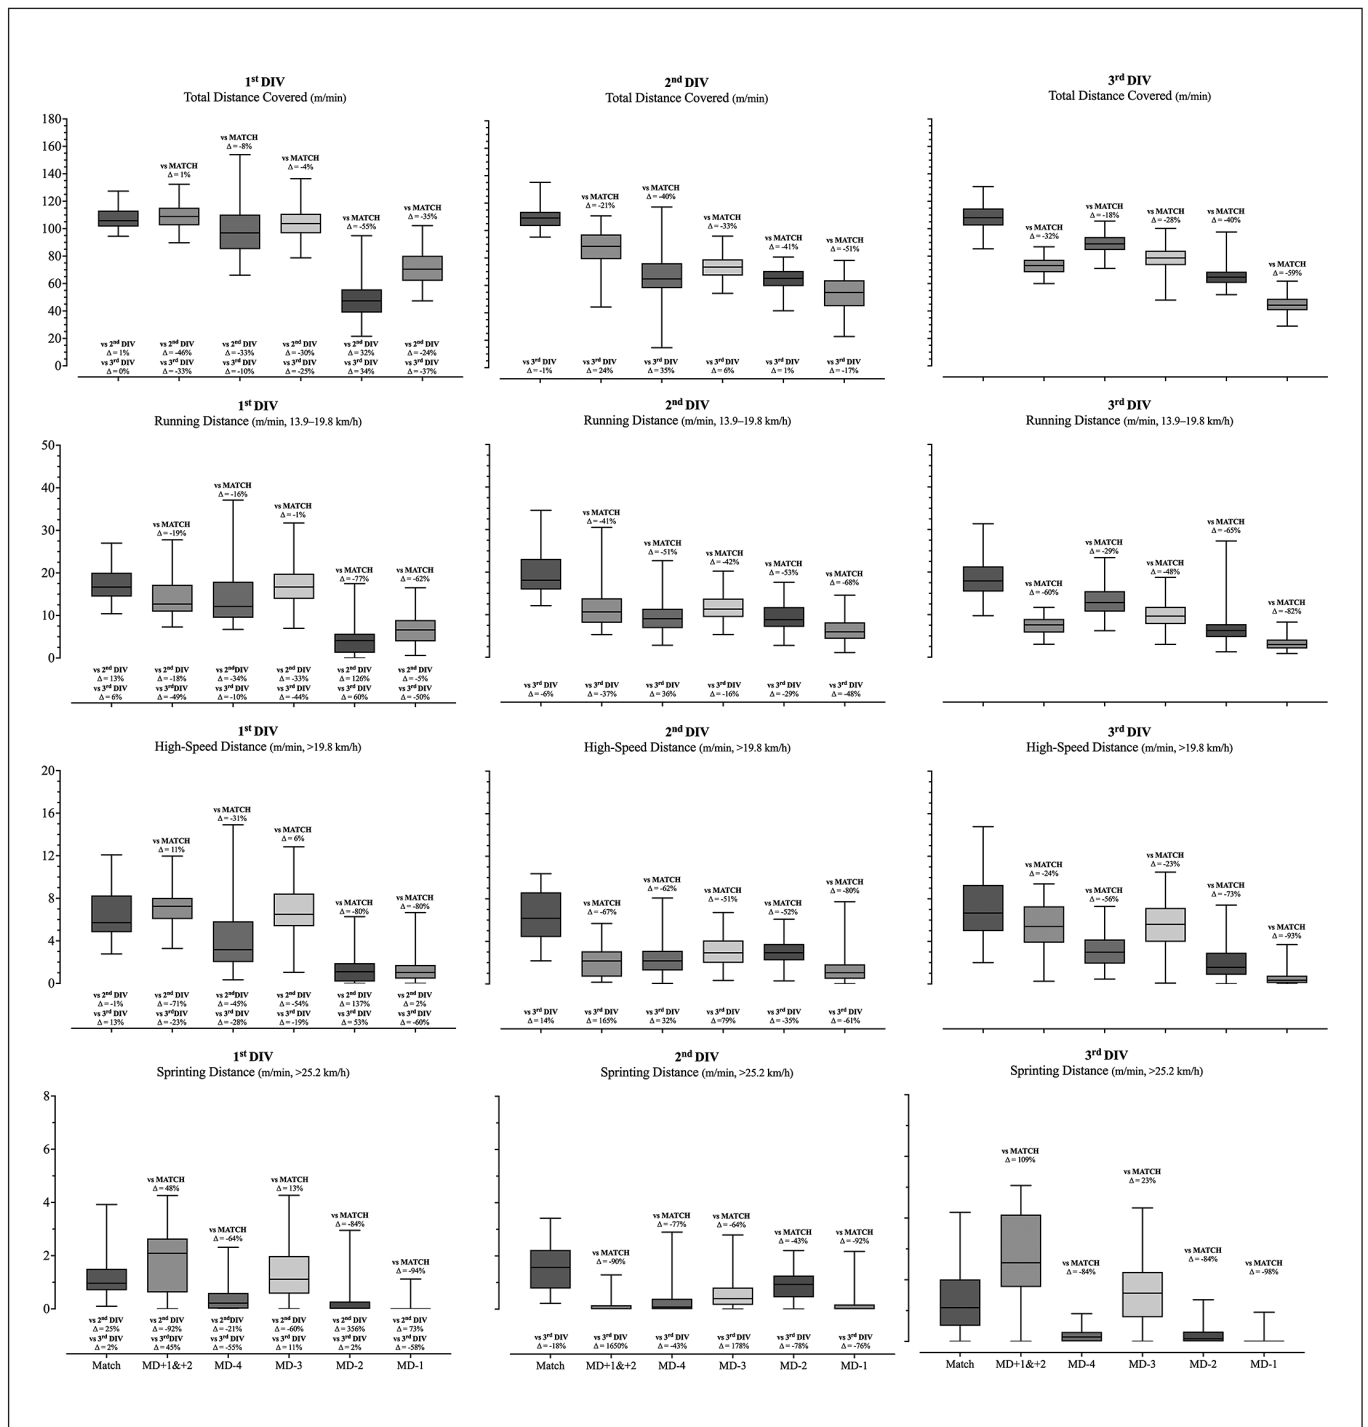 1st DIV
Total Distance Covered (m/min)
180
160
140
120
100
80
60
40
20
0
vs MATCH
Δ = 1%
vs MATCH
Δ = -8%
vs MATCH
Δ = -4%
vs MATCH
Δ = -55%
vs MATCH
Δ = -35%
vs 2nd DIV
Δ = 1%
vs 3rd DIV
Δ = 0%
vs 2nd DIV
Δ = -46%
vs 3rd DIV
Δ = -33%
vs 2nd DIV
Δ = -33%
vs 3rd DIV
Δ = -10%
vs 2nd DIV
Δ = -30%
vs 3rd DIV
Δ = -25%
vs 2nd DIV
Δ = 32%
vs 3rd DIV
Δ = 34%
vs 2nd DIV
Δ = -24%
vs 3rd DIV
Δ = -37%
2nd DIV
Total Distance Covered (m/min)
vs MATCH
Δ = -21%
vs MATCH
Δ = -40%
vs MATCH
Δ = -33%
vs MATCH
Δ = -41%
vs MATCH
Δ = -51%
vs 3rd DIV
Δ = -1%
vs 3rd DIV
Δ = 24%
vs 3rd DIV
Δ = 35%
vs 3rd DIV
Δ = 6%
vs 3rd DIV
Δ = 1%
vs 3rd DIV
Δ = -17%
3rd DIV
Total Distance Covered (m/min)
vs MATCH
Δ = -32%
vs MATCH
Δ = -18%
vs MATCH
Δ = -28%
vs MATCH
Δ = -40%
vs MATCH
Δ = -59%
1st DIV
Running Distance (m/min, 13.9–19.8 km/h)
50
40
30
20
10
0
vs MATCH
Δ = -19%
vs MATCH
Δ = -16%
vs MATCH
Δ = -1%
vs MATCH
Δ = -77%
vs MATCH
Δ = -62%
vs 2nd DIV
Δ = 13%
vs 3rd DIV
Δ = 6%
vs 2nd DIV
Δ = -18%
vs 3rdDIV
Δ = -49%
vs 2ndDIV
Δ = -34%
vs 3rd DIV
Δ = -10%
vs 2nd DIV
Δ = -33%
vs 3rd DIV
Δ = -44%
vs 2nd DIV
Δ = 126%
vs 3rd DIV
Δ = 60%
vs 2nd DIV
Δ = -5%
vs 3rd DIV
Δ = -50%
2nd DIV
Running Distance (m/min, 13.9–19.8 km/h)
vs MATCH
Δ = -41%
vs MATCH
Δ = -51%
vs MATCH
Δ = -42%
vs MATCH
Δ = -53%
vs MATCH
Δ = -68%
vs 3rd DIV
Δ = -6%
vs 3rd DIV
Δ = -37%
vs 3rd DIV
Δ = 36%
vs 3rd DIV
Δ = -16%
vs 3rd DIV
Δ = -29%
vs 3rd DIV
Δ = -48%
3rd DIV
Running Distance (m/min, 13.9–19.8 km/h)
vs MATCH
Δ = -60%
vs MATCH
Δ = -29%
vs MATCH
Δ = -48%
vs MATCH
Δ = -65%
vs MATCH
Δ = -82%
1st DIV
High-Speed Distance (m/min, >19.8 km/h)
20
16
12
8
4
0
vs MATCH
Δ = 11%
vs MATCH
Δ = -31%
vs MATCH
Δ = 6%
vs MATCH
Δ = -80%
vs MATCH
Δ = -80%
vs 2nd DIV
Δ = -1%
vs 3rd DIV
Δ = 13%
vs 2nd DIV
Δ = -71%
vs 3rdDIV
Δ = -23%
vs 2ndDIV
Δ = -45%
vs 3rd DIV
Δ = -28%
vs 2nd DIV
Δ = -54%
vs 3rd DIV
Δ = -19%
vs 2nd DIV
Δ = 137%
vs 3rd DIV
Δ = 53%
vs 2nd DIV
Δ = 2%
vs 3rd DIV
Δ = -60%
2nd DIV
High-Speed Distance (m/min, >19.8 km/h)
vs MATCH
Δ = -67%
vs MATCH
Δ = -62%
vs MATCH
Δ = -51%
vs MATCH
Δ = -52%
vs MATCH
Δ = -80%
vs 3rd DIV
Δ = 14%
vs 3rd DIV
Δ = 165%
vs 3rd DIV
Δ = 32%
vs 3rd DIV
Δ =79%
vs 3rd DIV
Δ = -35%
vs 3rd DIV
Δ = -61%
3rd DIV
High-Speed Distance (m/min, >19.8 km/h)
vs MATCH
Δ = -24%
vs MATCH
Δ = -56%
vs MATCH
Δ = -23%
vs MATCH
Δ = -73%
vs MATCH
Δ = -93%
1st DIV
Sprinting Distance (m/min, >25.2 km/h)
8
6
4
2
0
vs MATCH
Δ = 48%
vs MATCH
Δ = -64%
vs MATCH
Δ = 13%
vs MATCH
Δ = -84%
vs MATCH
Δ = -94%
vs 2nd DIV
Δ = 25%
vs 3rd DIV
Δ = 2%
vs 2nd DIV
Δ = -92%
vs 3rdDIV
Δ = 45%
vs 2ndDIV
Δ = -21%
vs 3rd DIV
Δ = -55%
vs 2nd DIV
Δ = -60%
vs 3rd DIV
Δ = 11%
vs 2nd DIV
Δ = 356%
vs 3rd DIV
Δ = 2%
vs 2nd DIV
Δ = 73%
vs 3rd DIV
Δ = -58%
Match MD+1&+2 MD-4 MD-3 MD-2 MD-1
2nd DIV
Sprinting Distance (m/min, >25.2 km/h)
vs MATCH
Δ = -90%
vs MATCH
Δ = -77%
vs MATCH
Δ = -64%
vs MATCH
Δ = -43%
vs MATCH
Δ = -92%
vs 3rd DIV
Δ = -18%
vs 3rd DIV
Δ = 1650%
vs 3rd DIV
Δ = -43%
vs 3rd DIV
Δ = 178%
vs 3rd DIV
Δ = -78%
vs 3rd DIV
Δ = -76%
Match MD+1&+2 MD-4 MD-3 MD-2 MD-1
3rd DIV
Sprinting Distance (m/min, >25.2 km/h)
vs MATCH
Δ = 109%
vs MATCH
Δ = -84%
vs MATCH
Δ = 23%
vs MATCH
Δ = -84%
vs MATCH
Δ = -98%
Match MD+1&+2 MD-4 MD-3 MD-2 MD-1